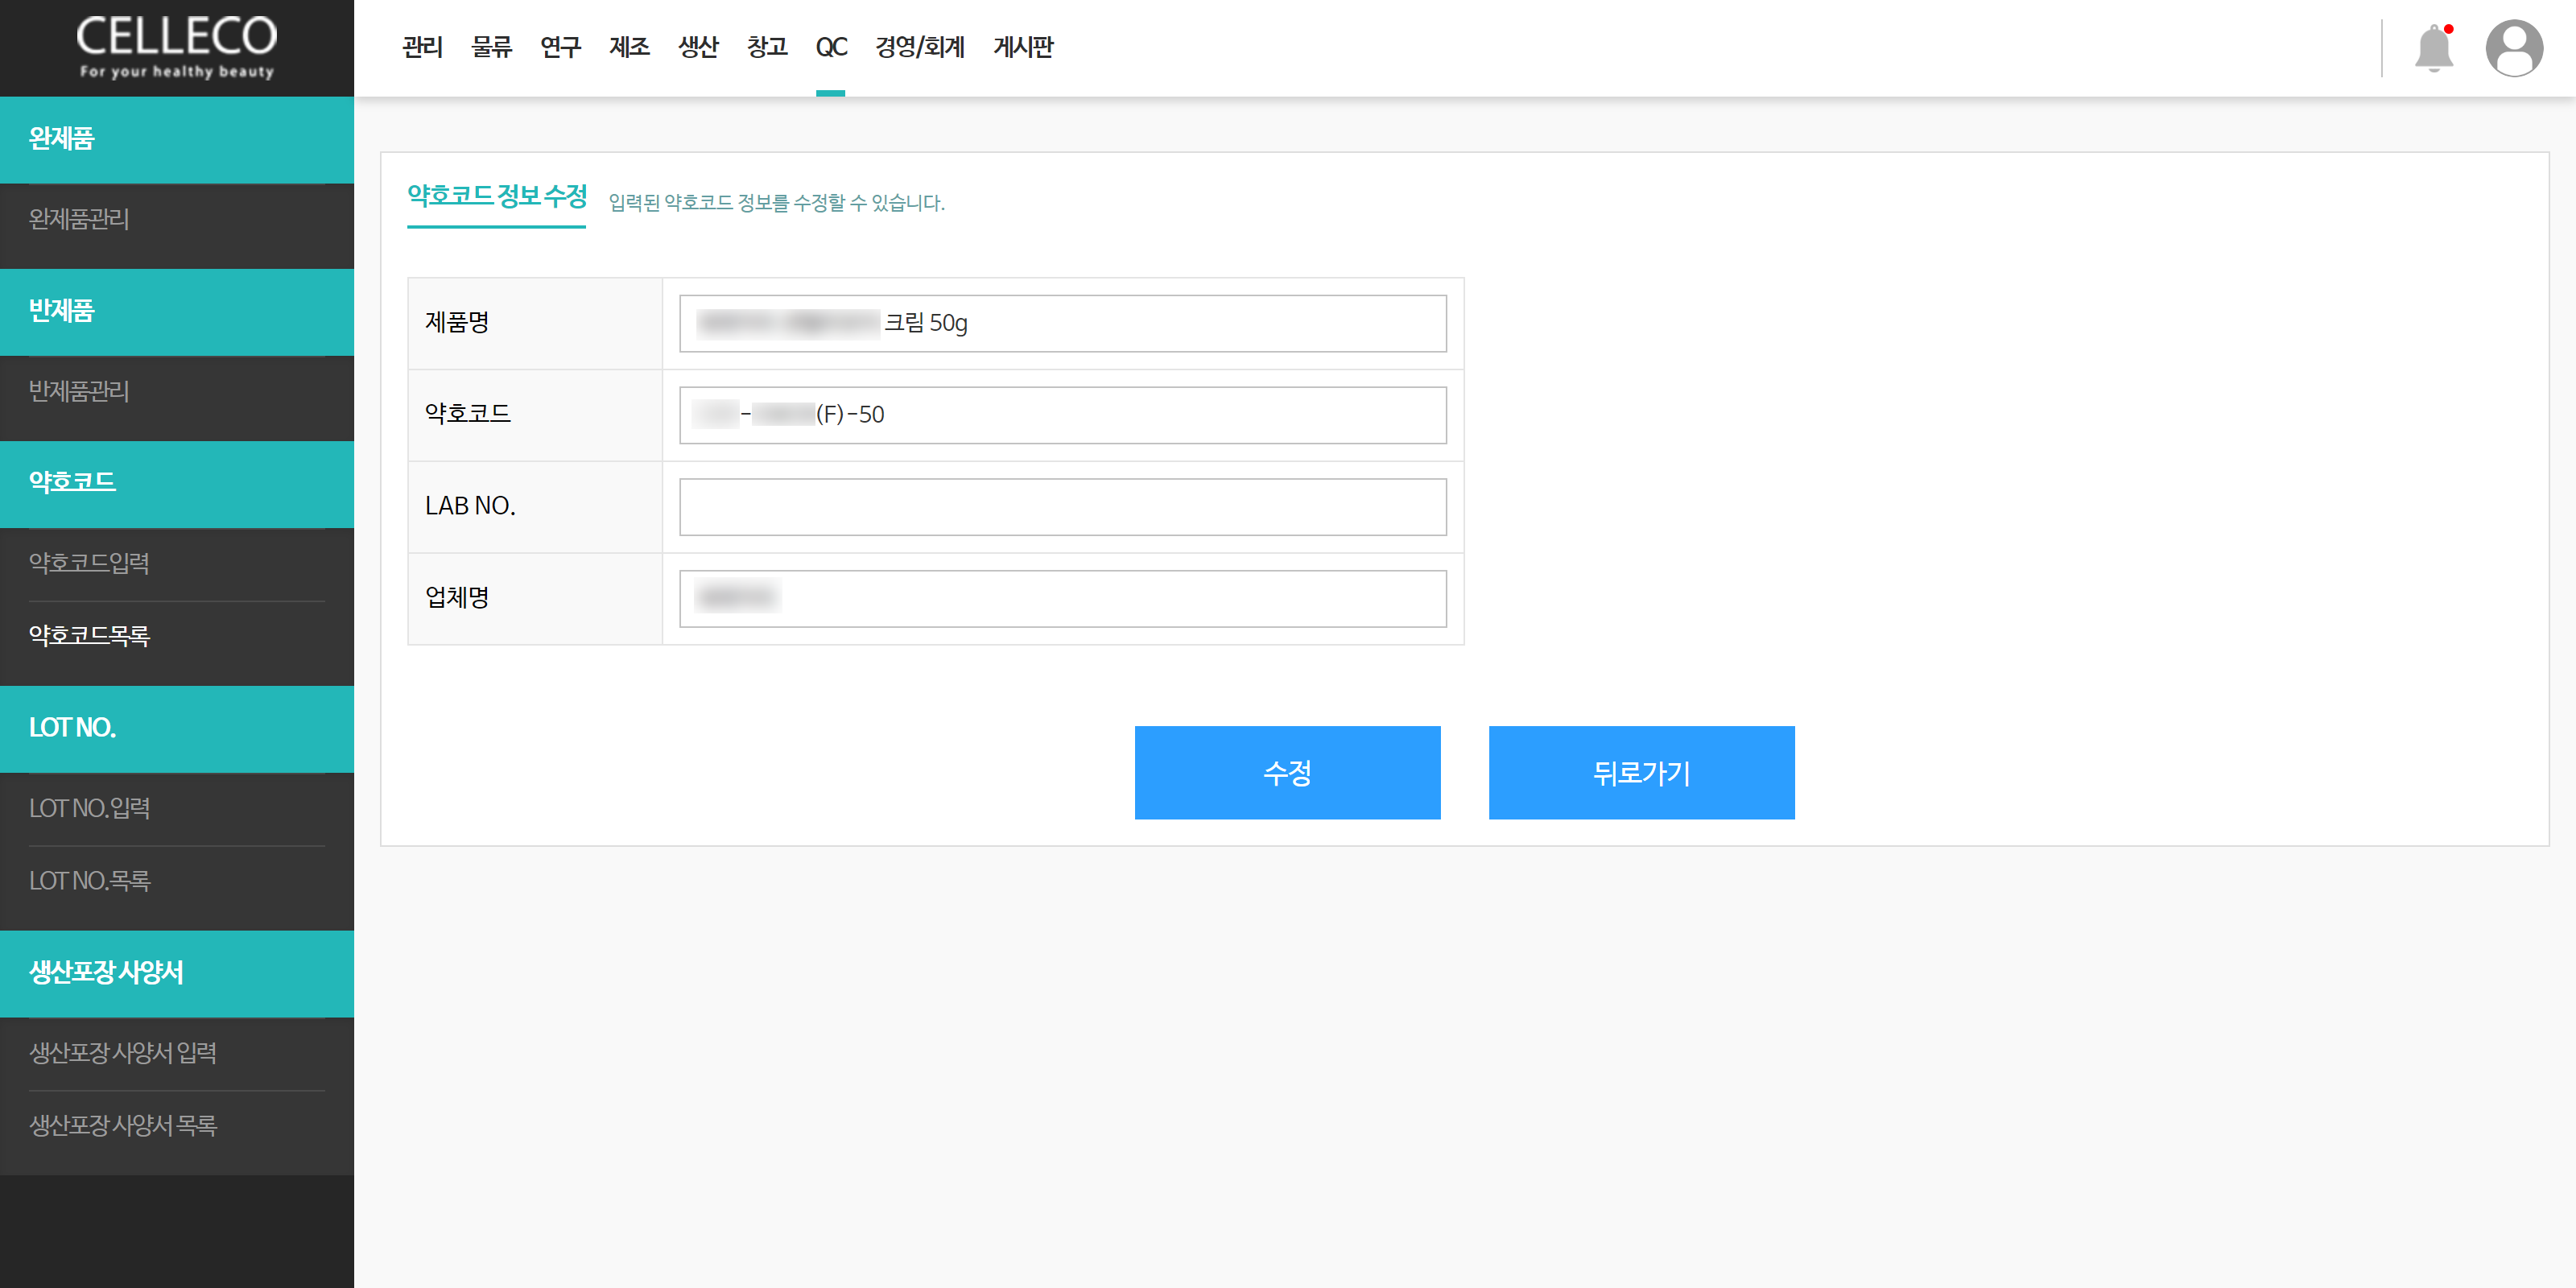 CELLECO
For your healthy beauty
관리 물류 연구 제조 생산 창고 QC 경영/회계 게시판
완제품
완제품관리
반제품
반제품관리
약호코드
약호코드입력
약호코드목록
LOT NO.
LOT NO.입력
LOT NO.목록
생산포장 사양서
생산포장 사양서 입력
생산포장 사양서 목록
약호코드 정보 수정 입력된 약호코드 정보를 수정할 수 있습니다.
제품명 크림 50g
약호코드 -(F)-50
LAB NO.
업체명
수정 뒤로가기